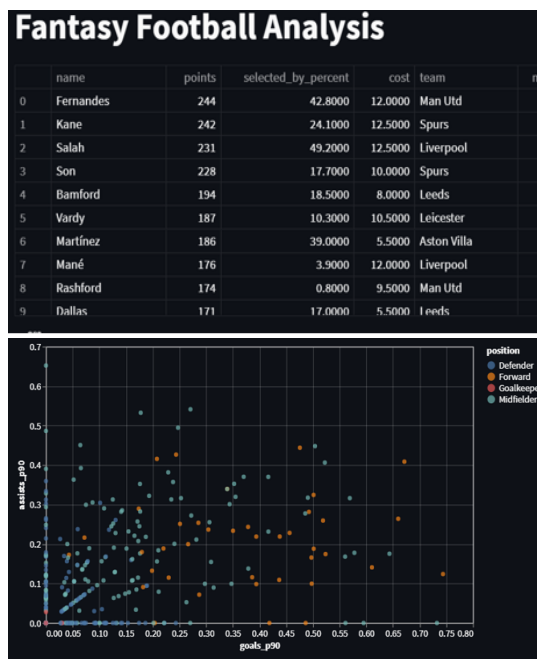 Fantasy Football Analysis
name points selected_by_percent cost team
0 Fernandes 244 42.8000 12.0000 Man Utd
1 Kane 242 24.1000 12.5000 Spurs
2 Salah 231 49.2000 12.5000 Liverpool
3 Son 228 17.7000 10.0000 Spurs
4 Bamford 194 18.5000 8.0000 Leeds
5 Vardy 187 10.3000 10.5000 Leicester
6 Martínez 186 39.0000 5.5000 Aston Villa
7 Mané 176 3.9000 12.0000 Liverpool
8 Rashford 174 0.8000 9.5000 Man Utd
9 Dallas 171 17.0000 5.5000 Leeds
position
Defender
Forward
Goalkeepe
Midfielder
0.7
0.6
0.5
0.4
0.3
0.2
0.1
0.0
assists_p90
0.00 0.05 0.10 0.15 0.20 0.25 0.30 0.35 0.40 0.45 0.50 0.55 0.60 0.65 0.70 0.75 0.80
goals_p90